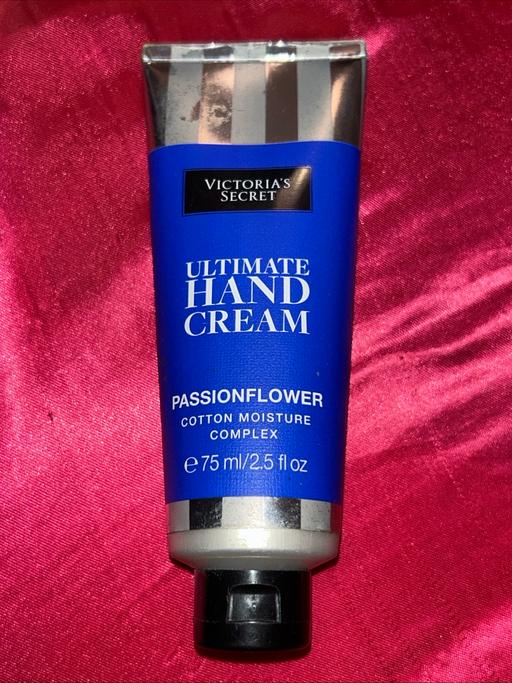 VICTORIA'S
SECRET
ULTIMATE
HAND
CREAM
PASSIONFLOWER
COTTON MOISTURE
COMPLEX
℮ 75 ml/2.5 fl oz